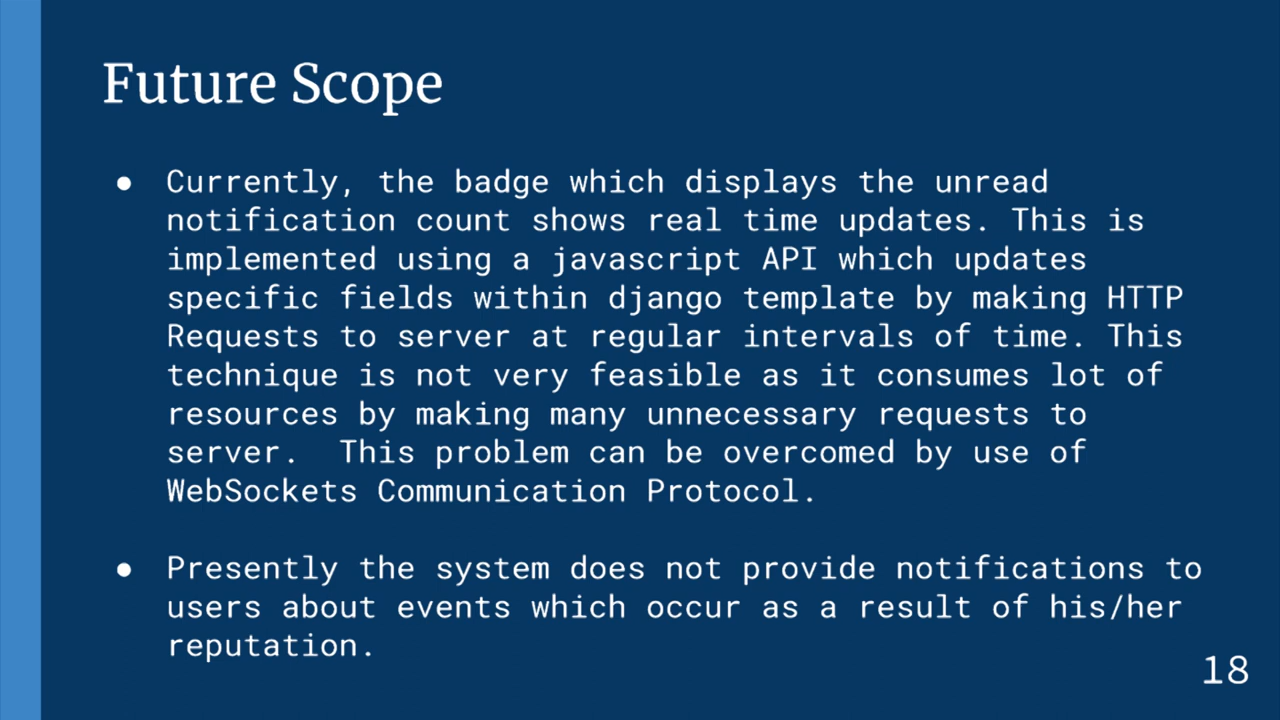 Future Scope
● Currently, the badge which displays the unread
notification count shows real time updates. This is
implemented using a javascript API which updates
specific fields within django template by making HTTP
Requests to server at regular intervals of time. This
technique is not very feasible as it consumes lot of
resources by making many unnecessary requests to
server.  This problem can be overcomed by use of
WebSockets Communication Protocol.
● Presently the system does not provide notifications to
users about events which occur as a result of his/her
reputation.
18